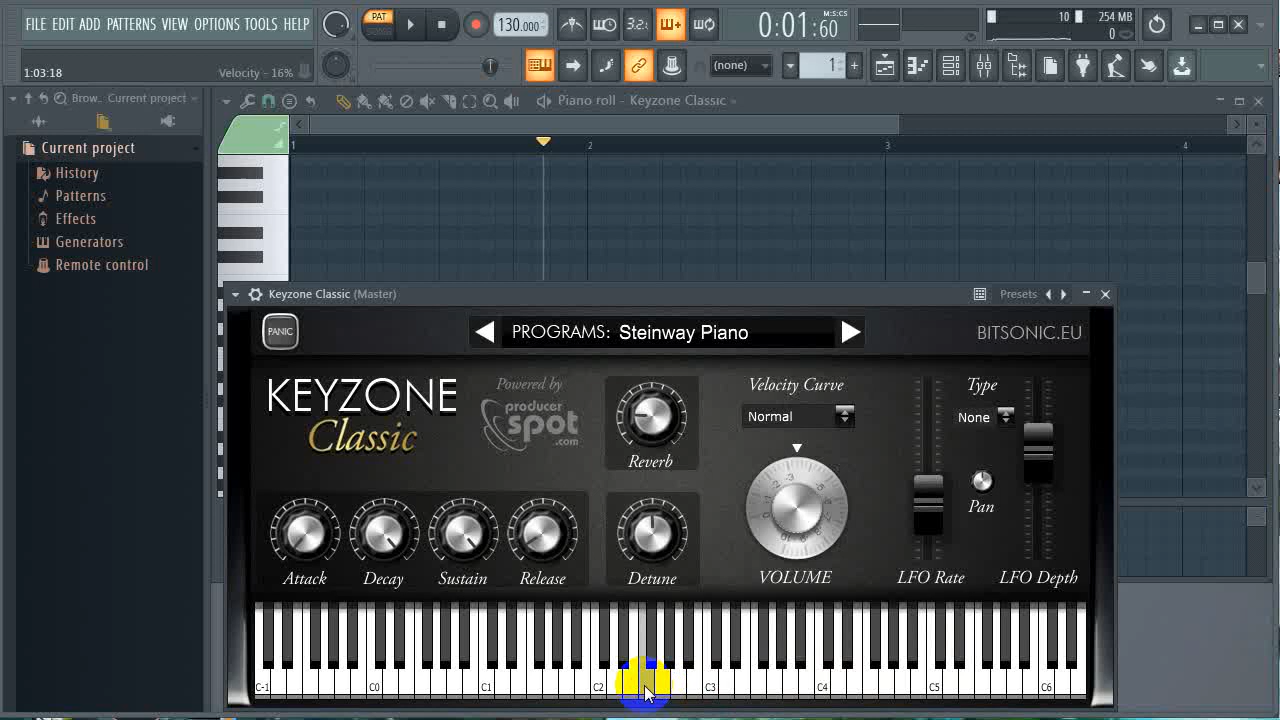 FILE EDIT ADD PATTERNS VIEW OPTIONS TOOLS HELP
PAT
SONG
130.000
3.2.
0:01:60
M:S:CS
10
254 MB
0
1:03:18
Velocity - 16%
(none)
1
Brow..
Current project
Piano roll - Keyzone Classic
Current project
History
Patterns
Effects
Generators
Remote control
1
2
3
4
Keyzone Classic (Master)
Presets
PANIC
PROGRAMS: Steinway Piano
BITSONIC.EU
KEYZONE
Classic
Powered by
producer
spot
.com
Reverb
Velocity Curve
Normal
Type
None
Pan
Attack
Decay
Sustain
Release
Detune
VOLUME
LFO Rate
LFO Depth
C-1
C0
C1
C2
C3
C4
C5
C6